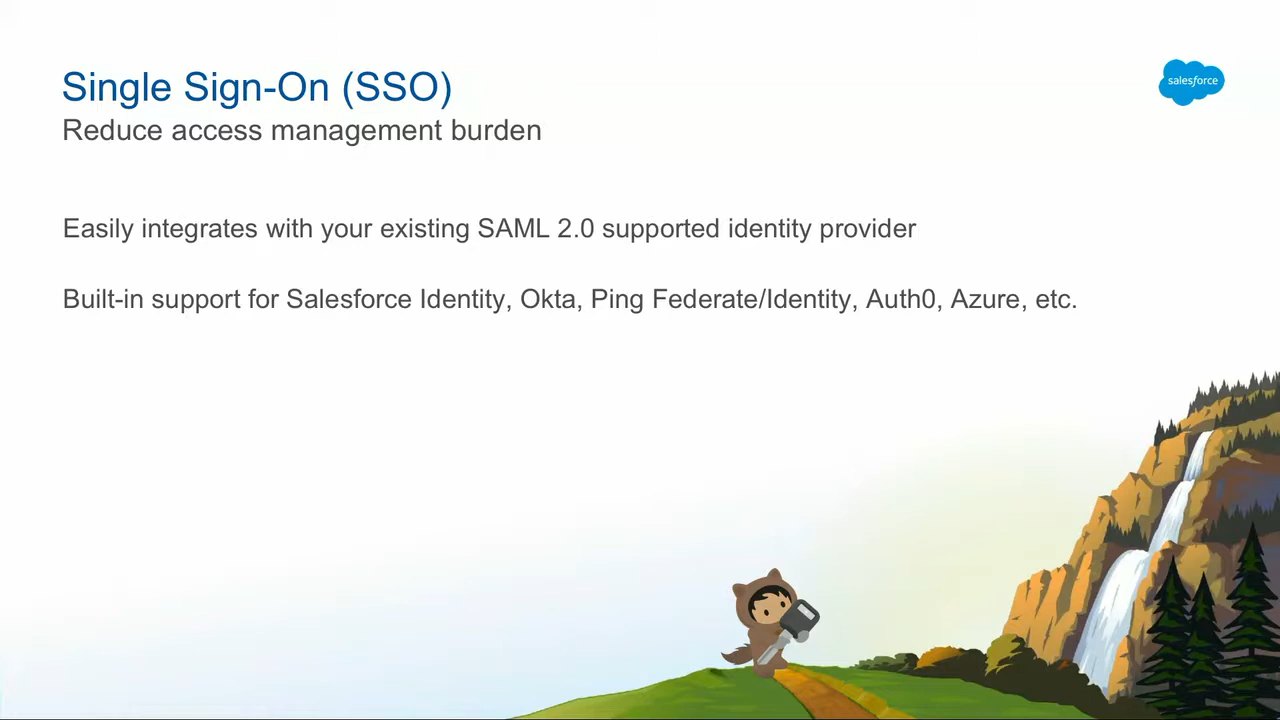 Single Sign-On (SSO)
salesforce
Reduce access management burden
Easily integrates with your existing SAML 2.0 supported identity provider
Built-in support for Salesforce Identity, Okta, Ping Federate/Identity, Auth0, Azure, etc.